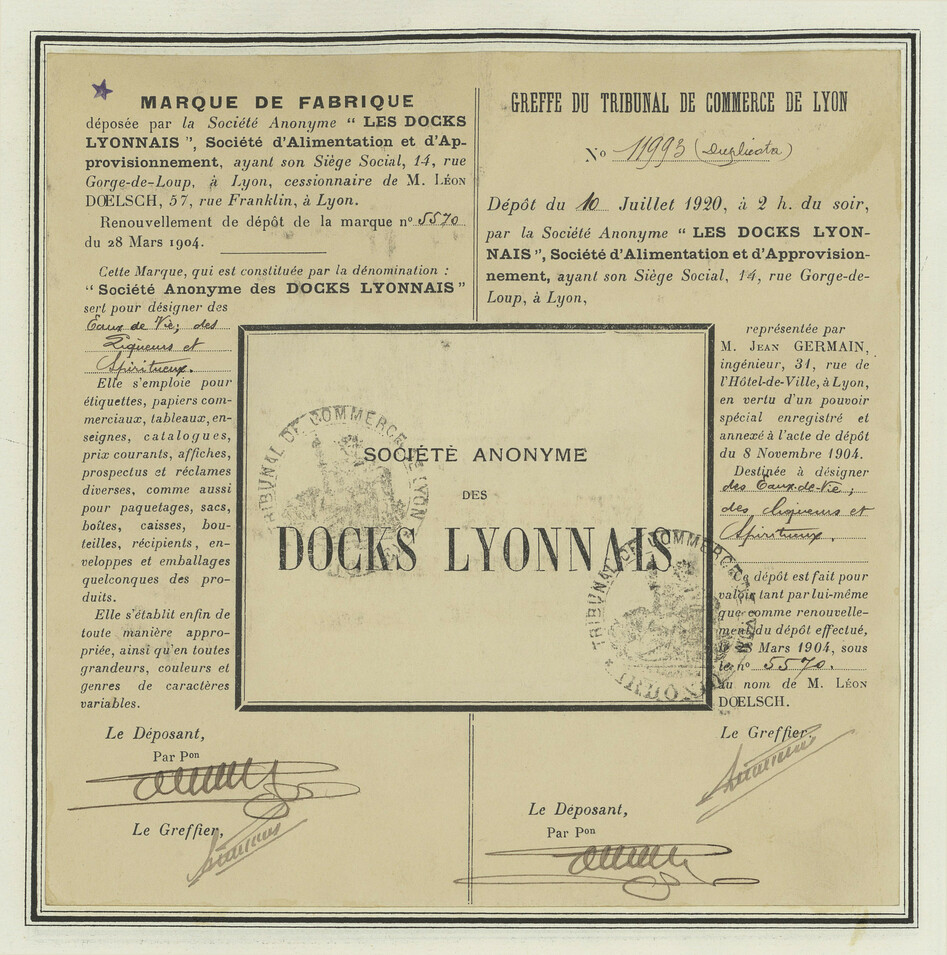 MARQUE DE FABRIQUE
déposée par la Société Anonyme “ LES DOCKS
LYONNAIS ”, Société d'Alimentation et d'Ap-
provisionnement, ayant son Siège Social, 14, rue
Gorge-de-Loup, à Lyon, cessionnaire de M. LÉON
DOELSCH, 57, rue Franklin, à Lyon.
Renouvellement de dépôt de la marque n° 5570
du 28 Mars 1904.
Cette Marque, qui est constituée par la dénomination :
“ Société Anonyme des DOCKS LYONNAIS ”
sert pour désigner des
Eaux de Vie; des
Liqueurs et
Spiritueux.
Elle s'emploie pour
étiquettes, papiers com-
merciaux, tableaux, en-
seignes, catalogues,
prix courants, affiches,
prospectus et réclames
diverses, comme aussi
pour paquetages, sacs,
boîtes, caisses, bou-
teilles, récipients, en-
veloppes et emballages
quelconques des pro-
duits.
Elle s'établit enfin de
toute manière appro-
priée, ainsi qu'en toutes
grandeurs, couleurs et
genres de caractères
variables.
Le Déposant,
Par Pon
Le Greffier,
GREFFE DU TRIBUNAL DE COMMERCE DE LYON
No 11993 (Duplicata)
Dépôt du 10 Juillet 1920, à 2 h. du soir,
par la Société Anonyme “ LES DOCKS LYON-
NAIS ”, Société d'Alimentation et d'Approvision-
nement, ayant son Siège Social, 14, rue Gorge-de-
Loup, à Lyon,
représentée par
M. JEAN GERMAIN,
ingénieur, 31, rue de
l'Hôtel-de-Ville, à Lyon,
en vertu d'un pouvoir
spécial enregistré et
annexé à l'acte de dépôt
du 8 Novembre 1904.
Destinée à désigner
des Eaux-de-Vie;
des liqueurs et
Spiritueux.
Ce dépôt est fait pour
valoir tant par lui-même
que comme renouvelle-
ment du dépôt effectué,
le 28 Mars 1904, sous
le n° 5570.
au nom de M. LÉON
DOELSCH.
Le Greffier,
Le Déposant,
Par Pon
SOCIÉTÉ ANONYME
DES
DOCKS LYONNAIS
TRIBUNAL DE COMMERCE DE LYON
TRIBUNAL DE COMMERCE DE LYON